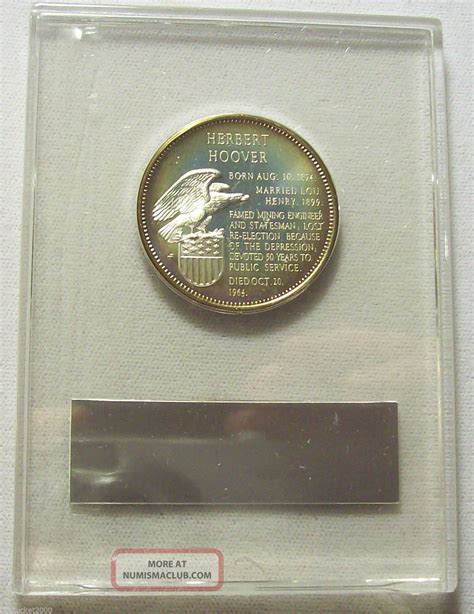 HERBERT
HOOVER
BORN AUG. 10, 1874.
MARRIED LOU
HENRY, 1899.
FAMED MINING ENGINEER
AND STATESMAN, LOST
RE-ELECTION BECAUSE
OF THE DEPRESSION,
DEVOTED 50 YEARS TO
PUBLIC SERVICE.
DIED OCT. 20,
1964.
MORE AT
NUMISMACLUB.COM